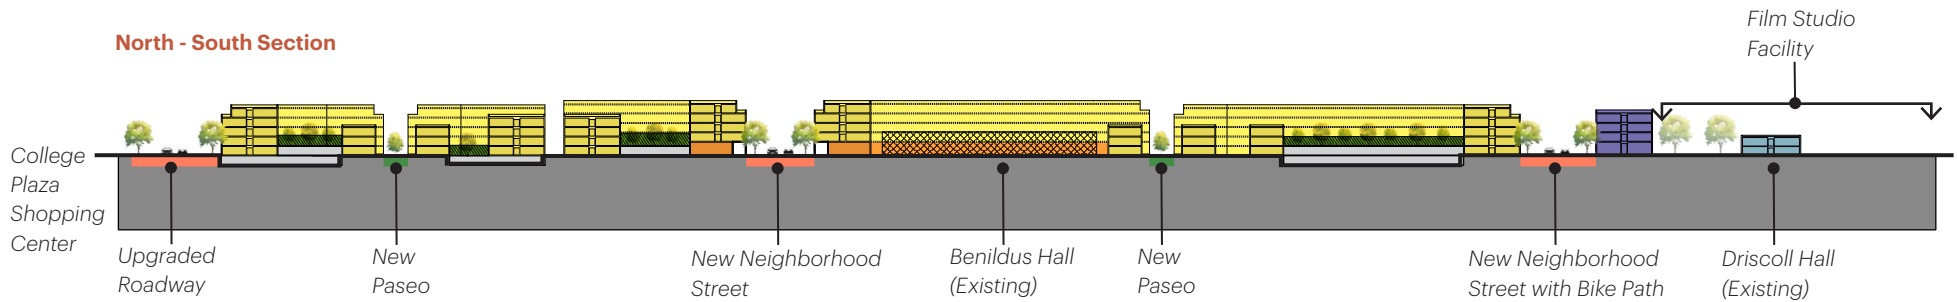 North - South Section
Film Studio
Facility
College
Plaza
Shopping
Center
Upgraded
Roadway
New
Paseo
New Neighborhood
Street
Benildus Hall
(Existing)
New
Paseo
New Neighborhood
Street with Bike Path
Driscoll Hall
(Existing)